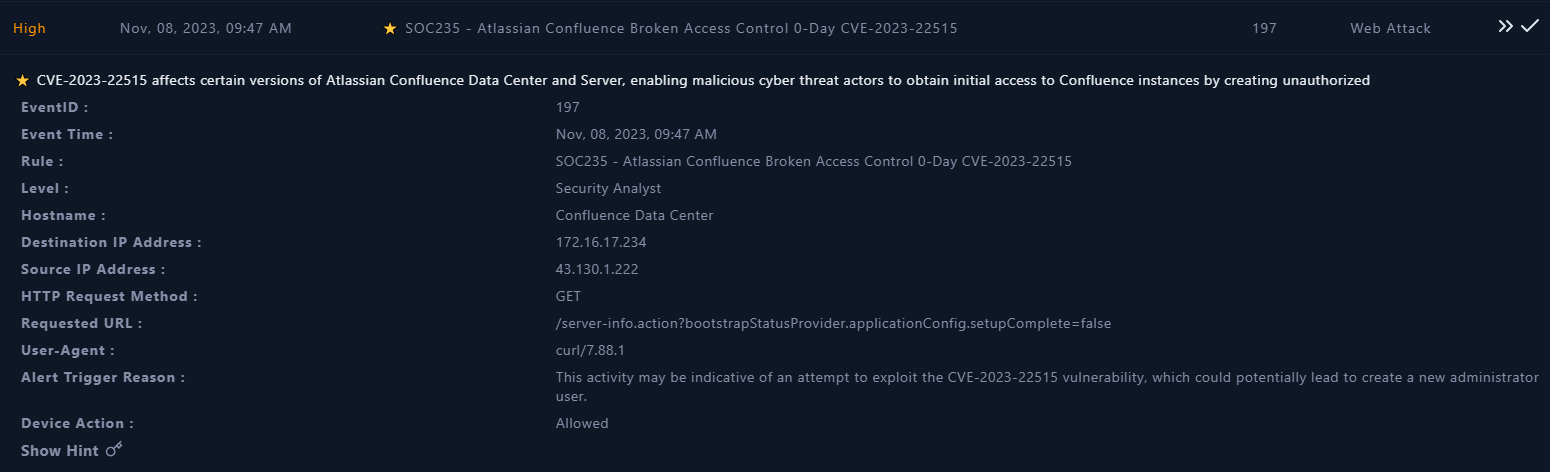 High Nov, 08, 2023, 09:47 AM SOC235 - Atlassian Confluence Broken Access Control 0-Day CVE-2023-22515 197 Web Attack
CVE-2023-22515 affects certain versions of Atlassian Confluence Data Center and Server, enabling malicious cyber threat actors to obtain initial access to Confluence instances by creating unauthorized
EventID : 197
Event Time : Nov, 08, 2023, 09:47 AM
Rule : SOC235 - Atlassian Confluence Broken Access Control 0-Day CVE-2023-22515
Level : Security Analyst
Hostname : Confluence Data Center
Destination IP Address : 172.16.17.234
Source IP Address : 43.130.1.222
HTTP Request Method : GET
Requested URL : /server-info.action?bootstrapStatusProvider.applicationConfig.setupComplete=false
User-Agent : curl/7.88.1
Alert Trigger Reason : This activity may be indicative of an attempt to exploit the CVE-2023-22515 vulnerability, which could potentially lead to create a new administrator
user.
Device Action : Allowed
Show Hint